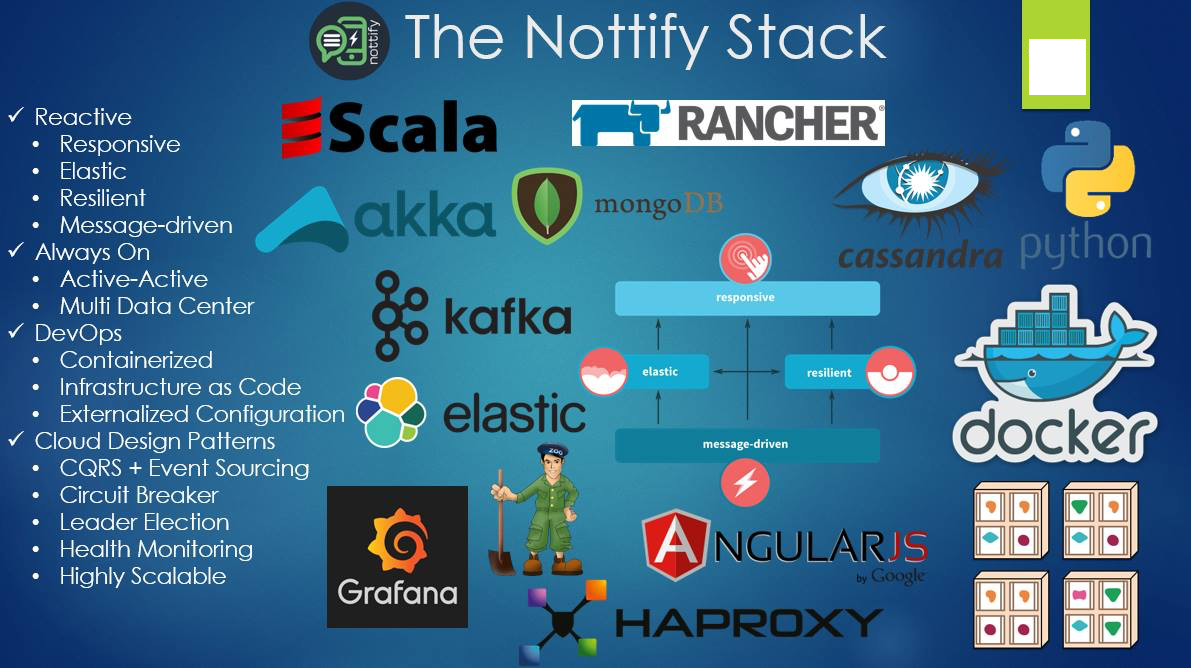 nottify
The Nottify Stack
✓ Reactive
• Responsive
• Elastic
• Resilient
• Message-driven
✓ Always On
• Active-Active
• Multi Data Center
✓ DevOps
• Containerized
• Infrastructure as Code
• Externalized Configuration
✓ Cloud Design Patterns
• CQRS + Event Sourcing
• Circuit Breaker
• Leader Election
• Health Monitoring
• Highly Scalable
Scala
RANCHER®
akka
mongoDB
cassandra
python
kafka
responsive
elastic
resilient
message-driven
elastic
docker
ZOO
Grafana
ANGULARJS
by Google
HAPROXY